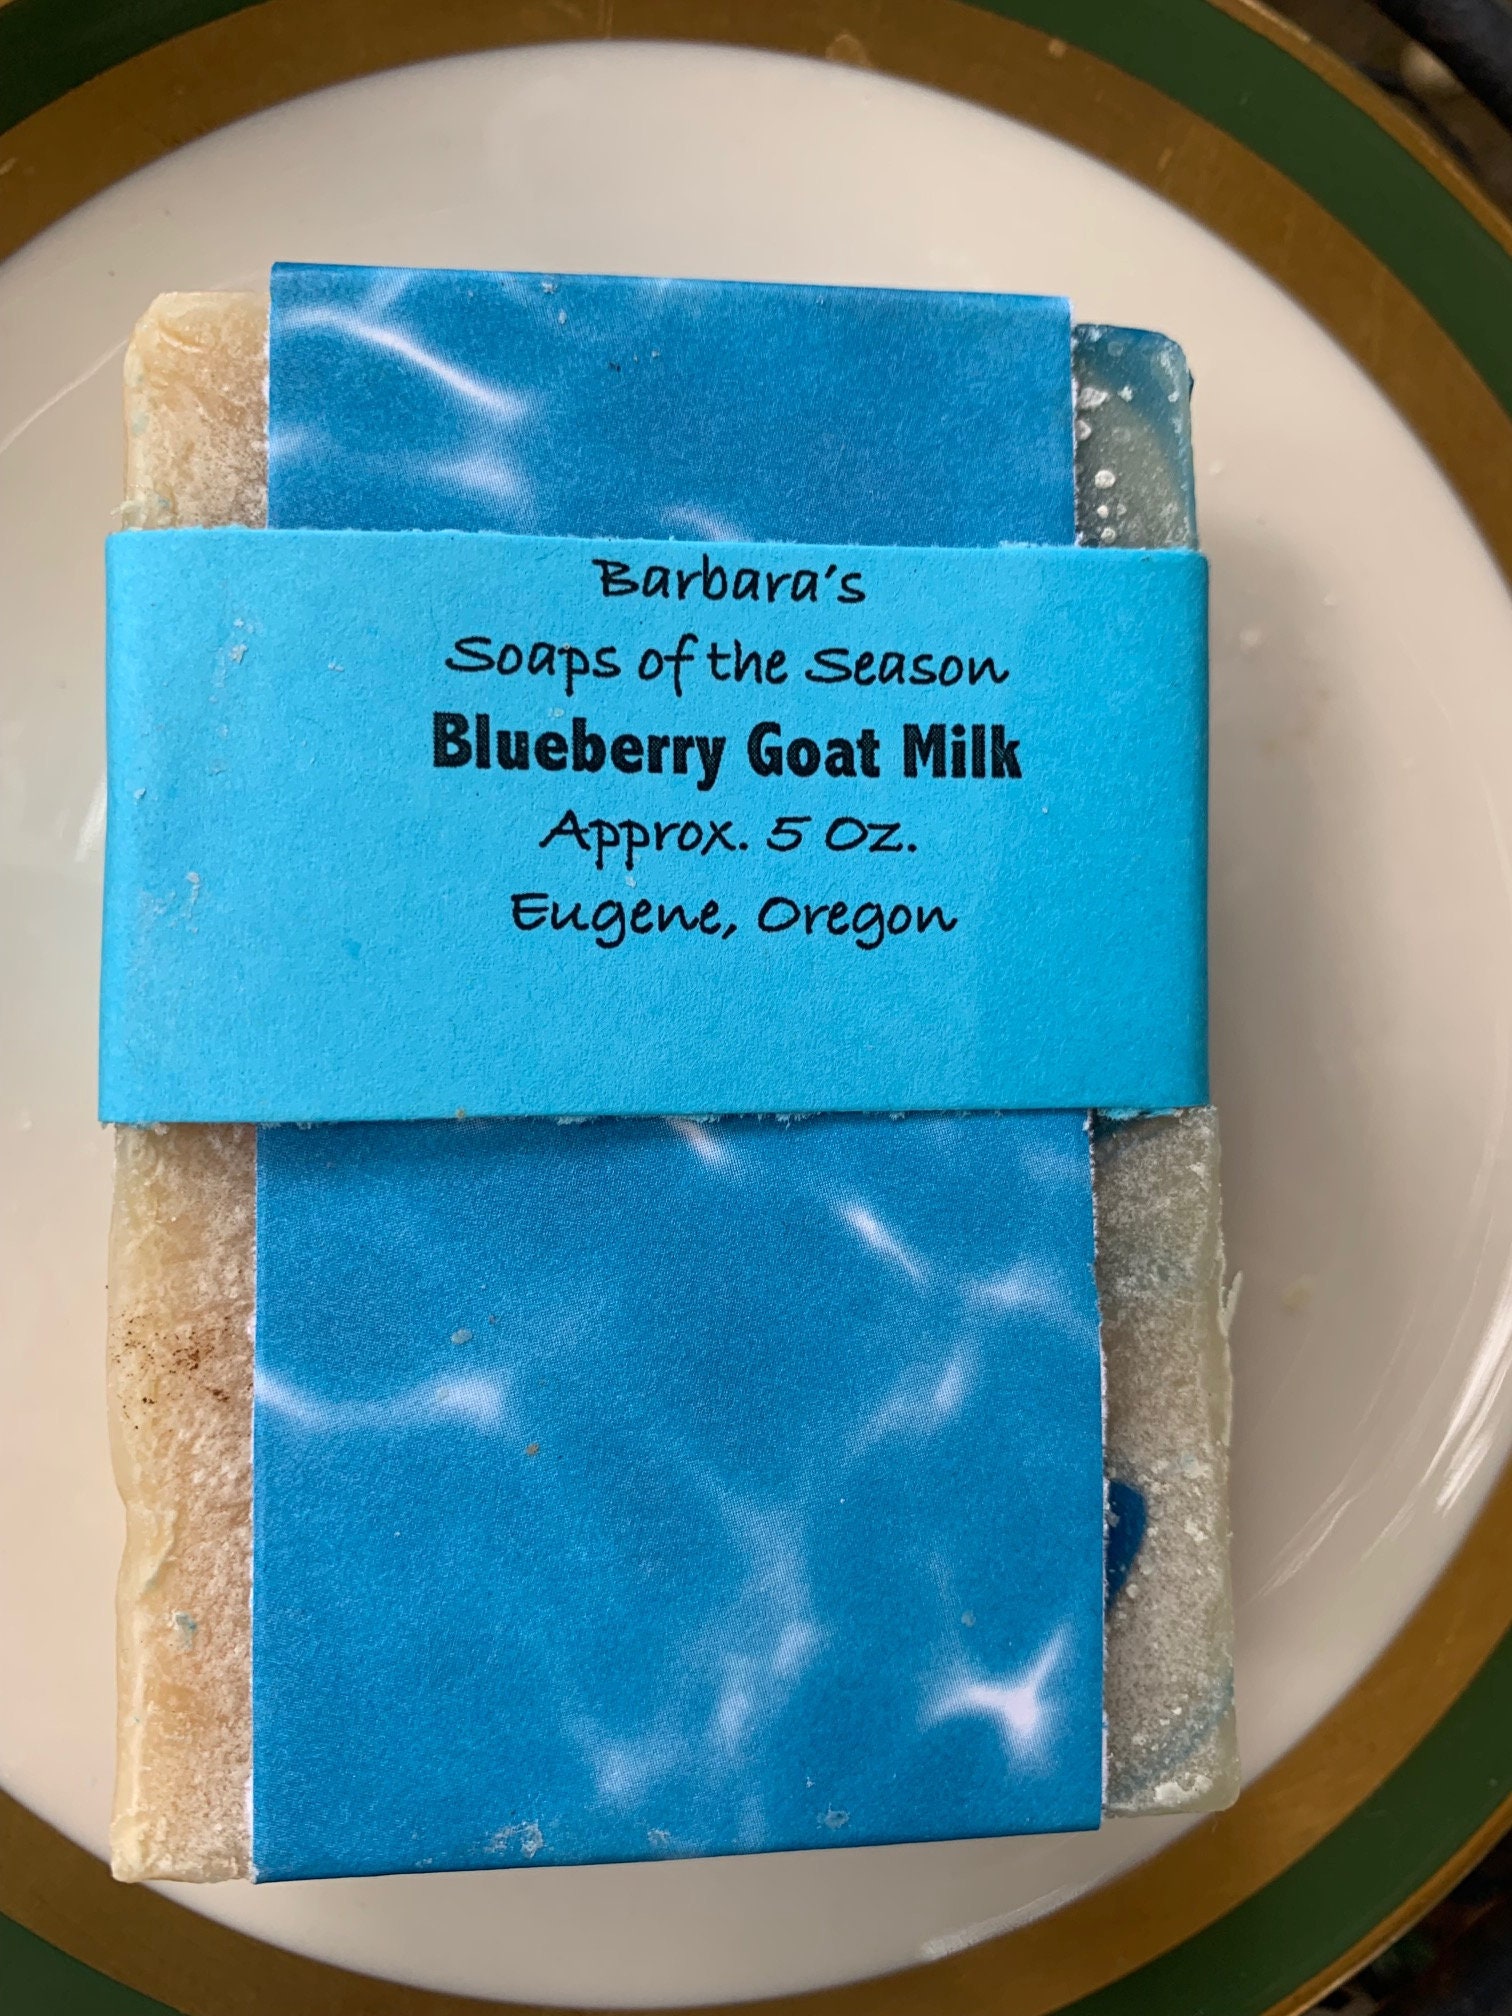 Barbara's
Soaps of the Season
Blueberry Goat Milk
Approx. 5 Oz.
Eugene, Oregon